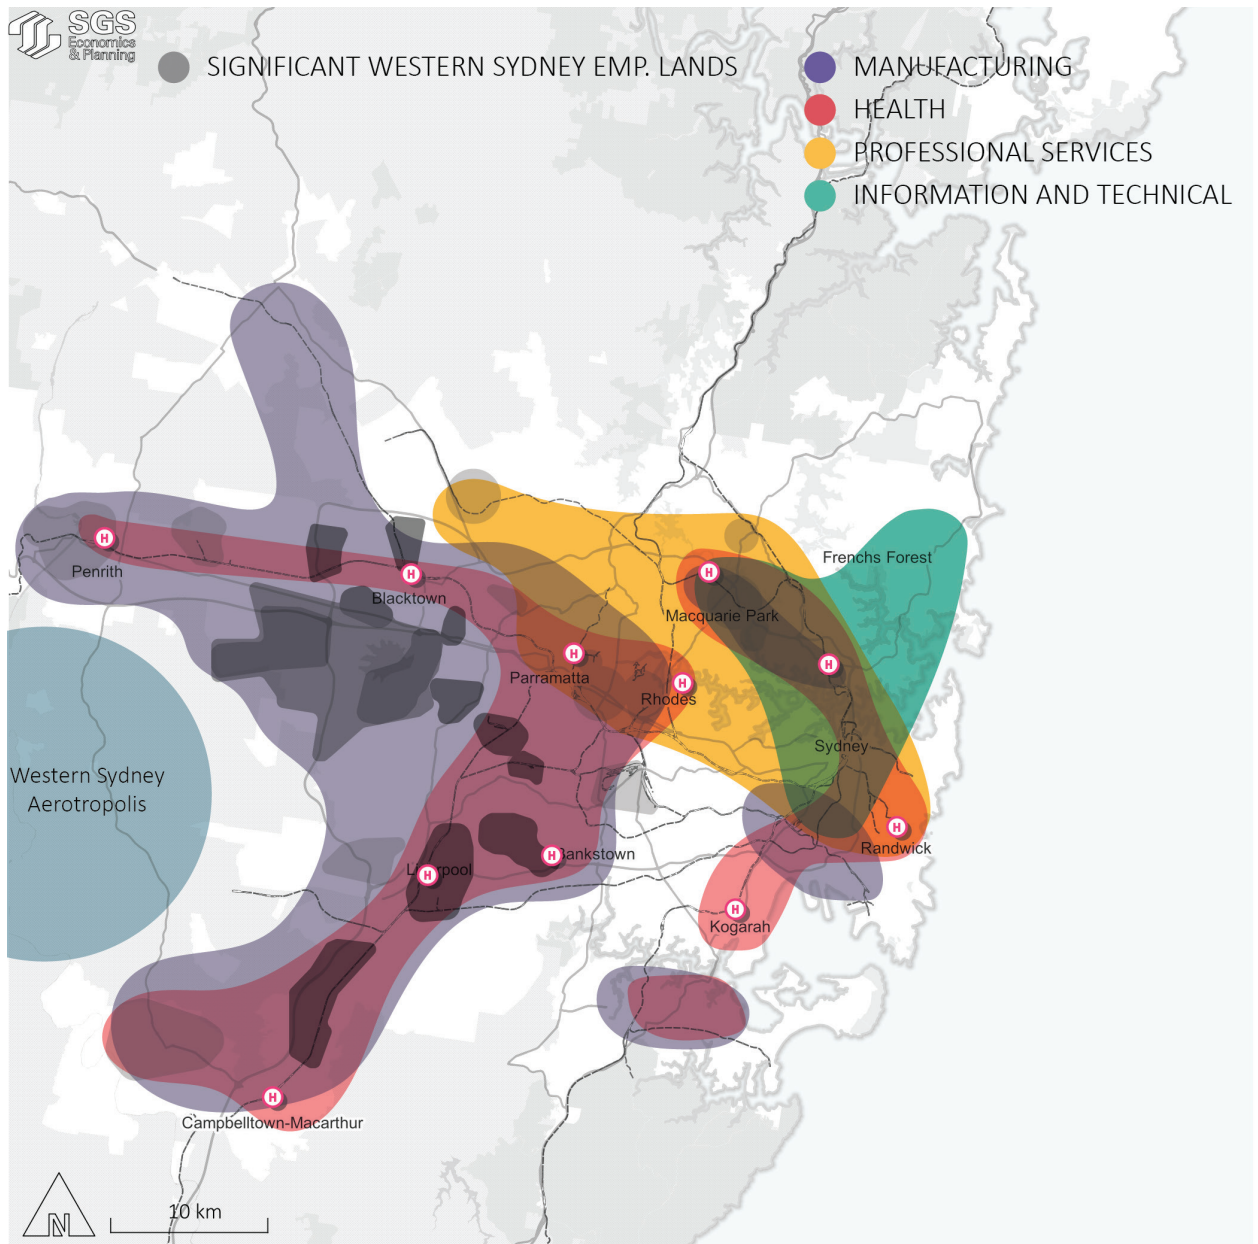 SGS
Economics
& Planning
SIGNIFICANT WESTERN SYDNEY EMP. LANDS
MANUFACTURING
HEALTH
PROFESSIONAL SERVICES
INFORMATION AND TECHNICAL
Frenchs Forest
H
Penrith
H
Blacktown
H
Macquarie Park
H
Parramatta
H
Rhodes
H
Sydney
Western Sydney
Aerotropolis
H
Randwick
H
Bankstown
H
Liverpool
H
Kogarah
H
Campbelltown-Macarthur
N
10 km